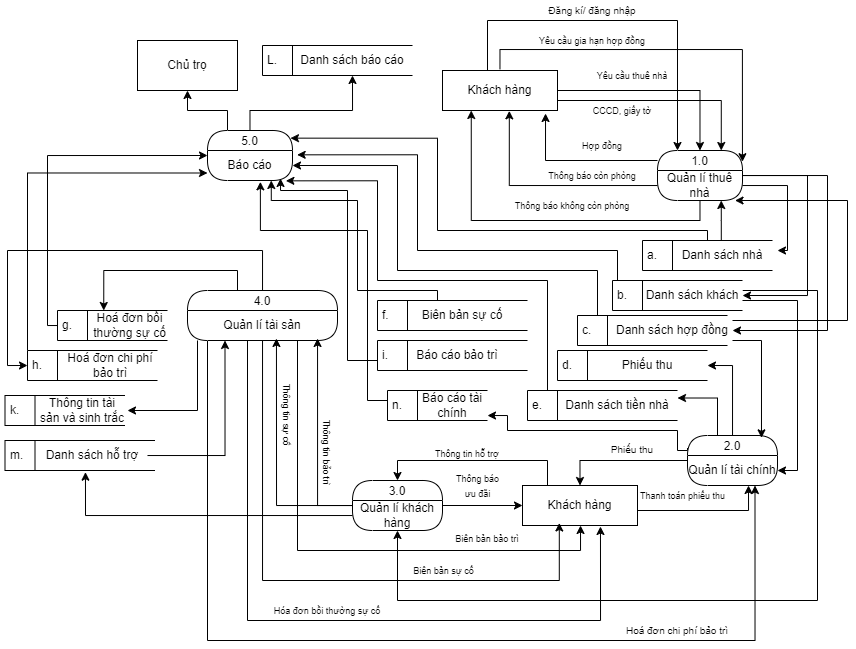 Đăng kí/ đăng nhập
Yêu cầu gia hạn hợp đồng
Chủ trọ
L.
Danh sách báo cáo
Khách hàng
Yêu cầu thuê nhà
CCCD, giấy tờ
5.0
Báo cáo
Hợp đồng
1.0
Quản lí thuê
nhà
Thông báo còn phòng
Thông báo không còn phòng
a.
Danh sách nhà
b.
Danh sách khách
4.0
Quản lí tài sản
f.
Biên bản sự cố
c.
Danh sách hợp đồng
g.
Hoá đơn bồi
thường sự cố
i.
Báo cáo bảo trì
d.
Phiếu thu
h.
Hoá đơn chi phí
bảo trì
k.
Thông tin tài
sản và sinh trắc
n.
Báo cáo tài
chính
e.
Danh sách tiền nhà
Thông tin sự cố
Thông tin bảo trì
m.
Danh sách hỗ trợ
2.0
Quản lí tài chính
Thông tin hỗ trợ
Phiếu thu
3.0
Quản lí khách
hàng
Thông báo
ưu đãi
Khách hàng
Thanh toán phiếu thu
Biên bản bảo trì
Biên bản sự cố
Hóa đơn bồi thường sự cố
Hoá đơn chi phí bảo trì